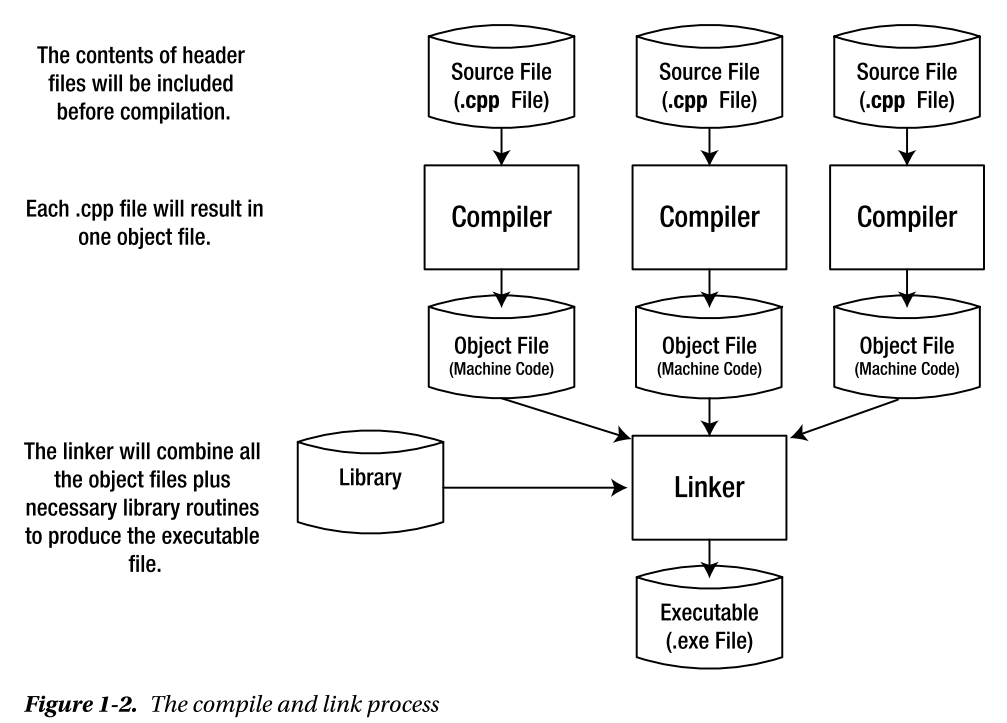 The contents of header
files will be included
before compilation.
Source File
(.cpp File)
Source File
(.cpp File)
Source File
(.cpp File)
Each .cpp file will result in
one object file.
Compiler
Compiler
Compiler
Object File
(Machine Code)
Object File
(Machine Code)
Object File
(Machine Code)
The linker will combine all
the object files plus
necessary library routines
to produce the executable
file.
Library
Linker
Executable
(.exe File)
Figure 1-2. The compile and link process